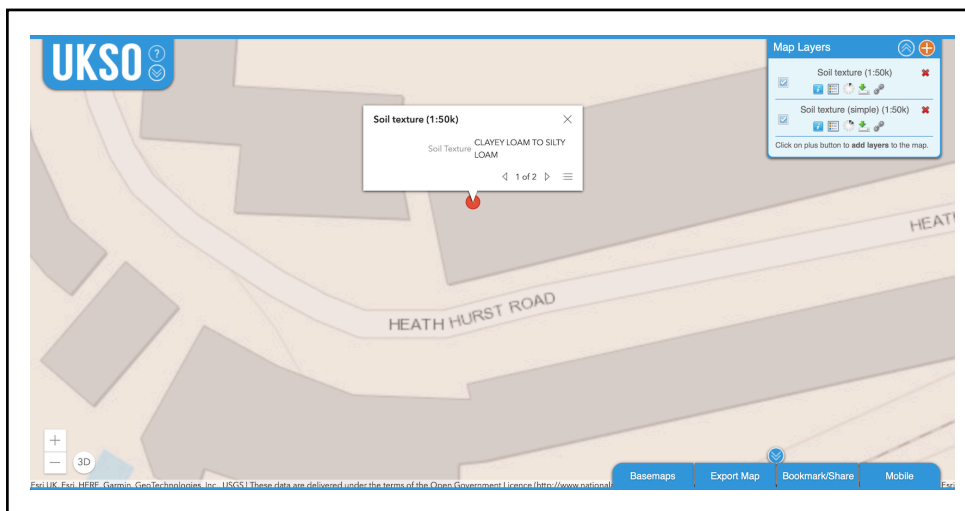 UKSO ?
Map Layers
Soil texture (1:50k)
Soil texture (simple) (1:50k)
Click on plus button to add layers to the map.
Soil texture (1:50k)
Soil Texture CLAYEY LOAM TO SILTY
LOAM
1 of 2
HEATH
HEATH HURST ROAD
+
−
3D
Basemaps
Export Map
Bookmark/Share
Mobile
Esri UK, Esri, HERE, Garmin, GeoTechnologies, Inc., USGS | These data are delivered under the terms of the Open Government Licence (http://www.national
Esri